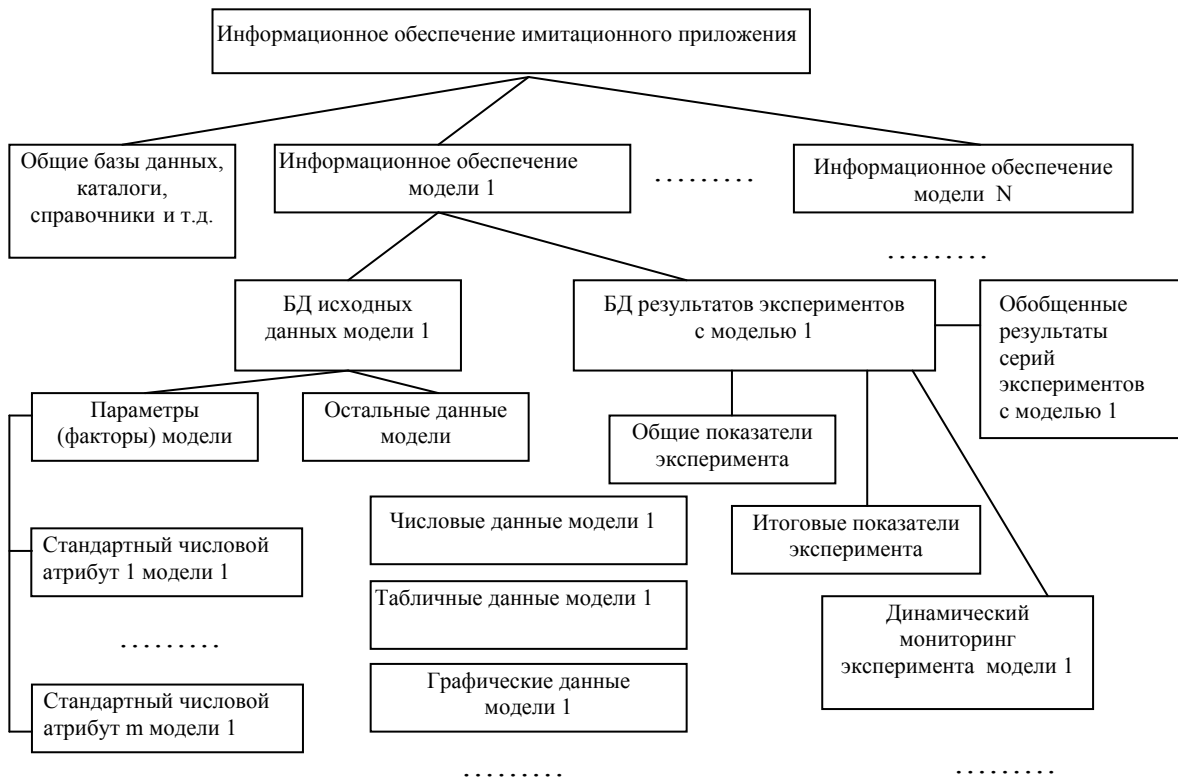 Информационное обеспечение имитационного приложения
Общие базы данных,
каталоги,
справочники и т.д.
Информационное обеспечение
модели 1
. . . . . . . . .
Информационное обеспечение
модели N
. . . . . . . . .
БД исходных
данных модели 1
БД результатов экспериментов
с моделью 1
Обобщенные
результаты
серий
экспериментов
с моделью 1
Параметры
(факторы) модели
Остальные данные
модели
Общие показатели
эксперимента
Числовые данные модели 1
Итоговые показатели
эксперимента
Стандартный числовой
атрибут 1 модели 1
Табличные данные модели 1
Динамический
мониторинг
эксперимента модели 1
. . . . . . . . .
Графические данные
модели 1
Стандартный числовой
атрибут m модели 1
. . . . . . . . .
. . . . . . . . .